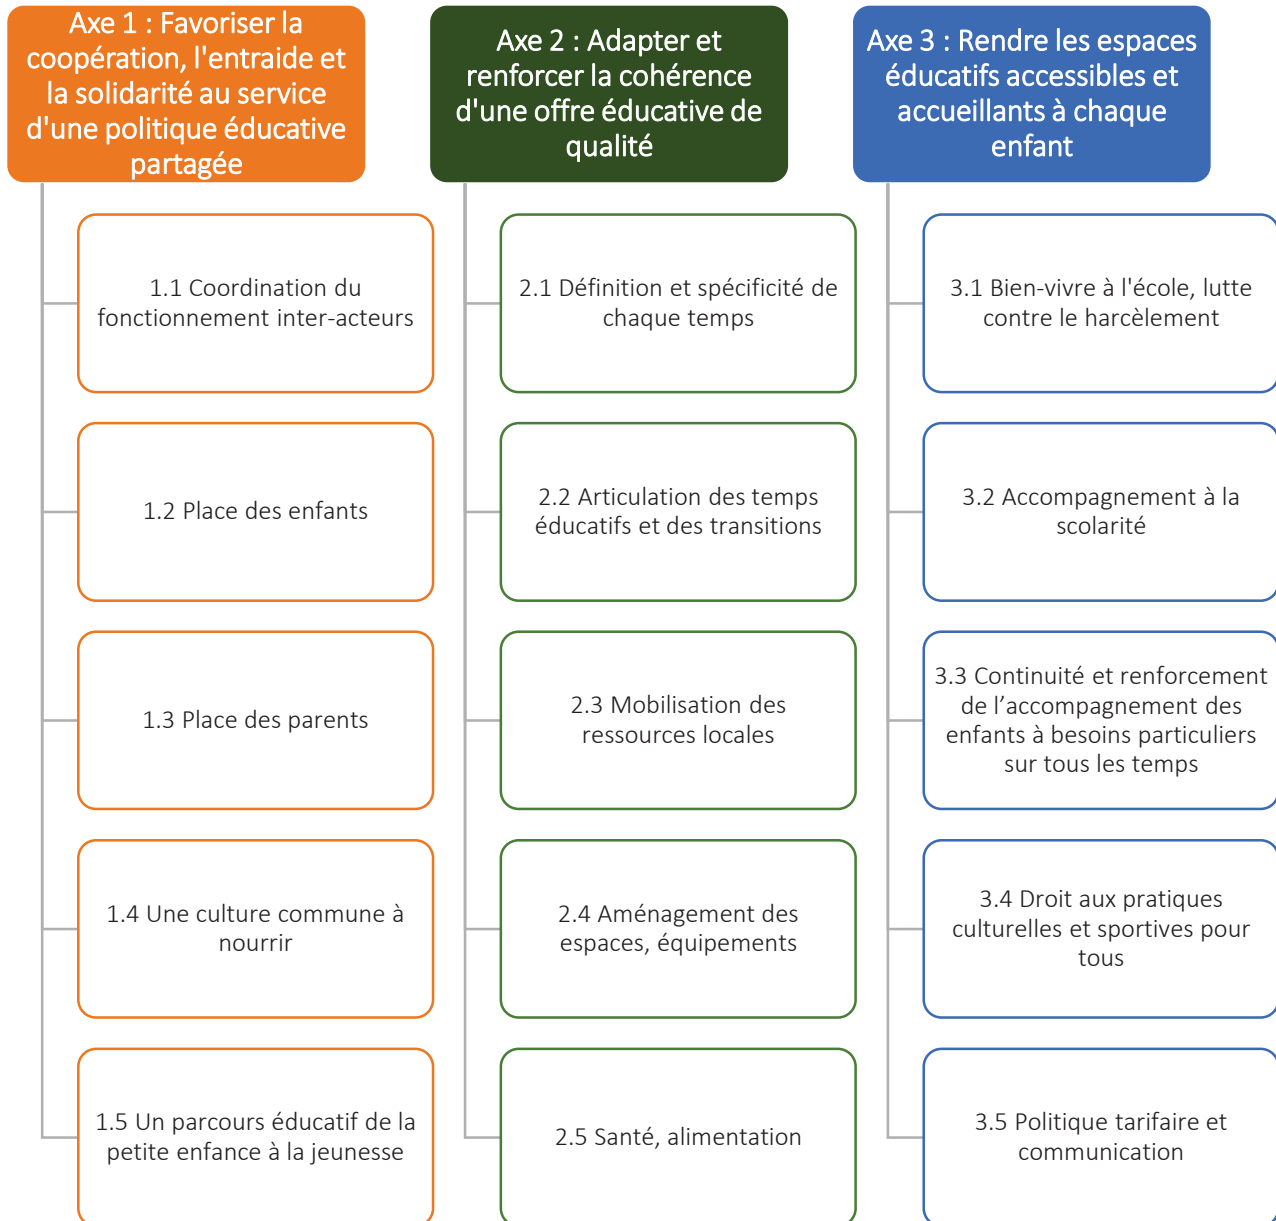 Axe 1 : Favoriser la
coopération, l'entraide et
la solidarité au service
d'une politique éducative
partagée
1.1 Coordination du
fonctionnement inter-acteurs
1.2 Place des enfants
1.3 Place des parents
1.4 Une culture commune à
nourrir
1.5 Un parcours éducatif de la
petite enfance à la jeunesse
Axe 2 : Adapter et
renforcer la cohérence
d'une offre éducative de
qualité
2.1 Définition et spécificité de
chaque temps
2.2 Articulation des temps
éducatifs et des transitions
2.3 Mobilisation des
ressources locales
2.4 Aménagement des
espaces, équipements
2.5 Santé, alimentation
Axe 3 : Rendre les espaces
éducatifs accessibles et
accueillants à chaque
enfant
3.1 Bien-vivre à l'école, lutte
contre le harcèlement
3.2 Accompagnement à la
scolarité
3.3 Continuité et renforcement
de l’accompagnement des
enfants à besoins particuliers
sur tous les temps
3.4 Droit aux pratiques
culturelles et sportives pour
tous
3.5 Politique tarifaire et
communication